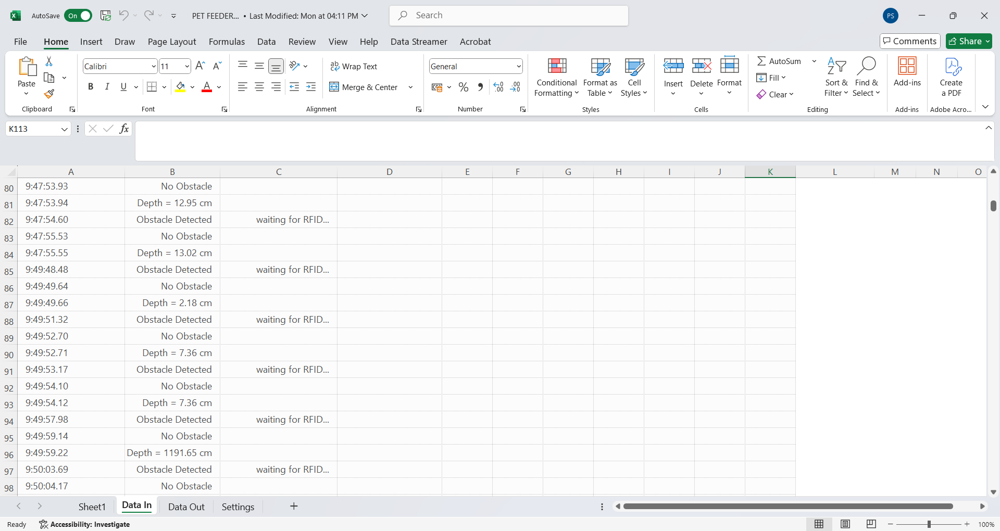 AutoSave On PET FEEDER... • Last Modified: Mon at 04:11 PM Search PS
File Home Insert Draw Page Layout Formulas Data Review View Help Data Streamer Acrobat Comments Share
Paste
Clipboard
Calibri 11
B I U A
Font
ab Wrap Text
Merge & Center
Alignment
General
% 9
Number
Conditional Formatting
Format as Table
Cell Styles
Styles
Insert Delete Format
Cells
AutoSum
Fill
Clear
Sort & Filter
Find & Select
Editing
Add-ins
Add-ins
Create a PDF
Adobe Acro...
K113 fx
A B C D E F G H I J K L M N O
80 9:47:53.93 No Obstacle
81 9:47:53.94 Depth = 12.95 cm
82 9:47:54.60 Obstacle Detected waiting for RFID...
83 9:47:55.53 No Obstacle
84 9:47:55.55 Depth = 13.02 cm
85 9:49:48.48 Obstacle Detected waiting for RFID...
86 9:49:49.64 No Obstacle
87 9:49:49.66 Depth = 2.18 cm
88 9:49:51.32 Obstacle Detected waiting for RFID...
89 9:49:52.70 No Obstacle
90 9:49:52.71 Depth = 7.36 cm
91 9:49:53.17 Obstacle Detected waiting for RFID...
92 9:49:54.10 No Obstacle
93 9:49:54.12 Depth = 7.36 cm
94 9:49:57.98 Obstacle Detected waiting for RFID...
95 9:49:59.14 No Obstacle
96 9:49:59.22 Depth = 1191.65 cm
97 9:50:03.69 Obstacle Detected waiting for RFID...
98 9:50:04.17 No Obstacle
Sheet1 Data In Data Out Settings +
Ready Accessibility: Investigate 100%